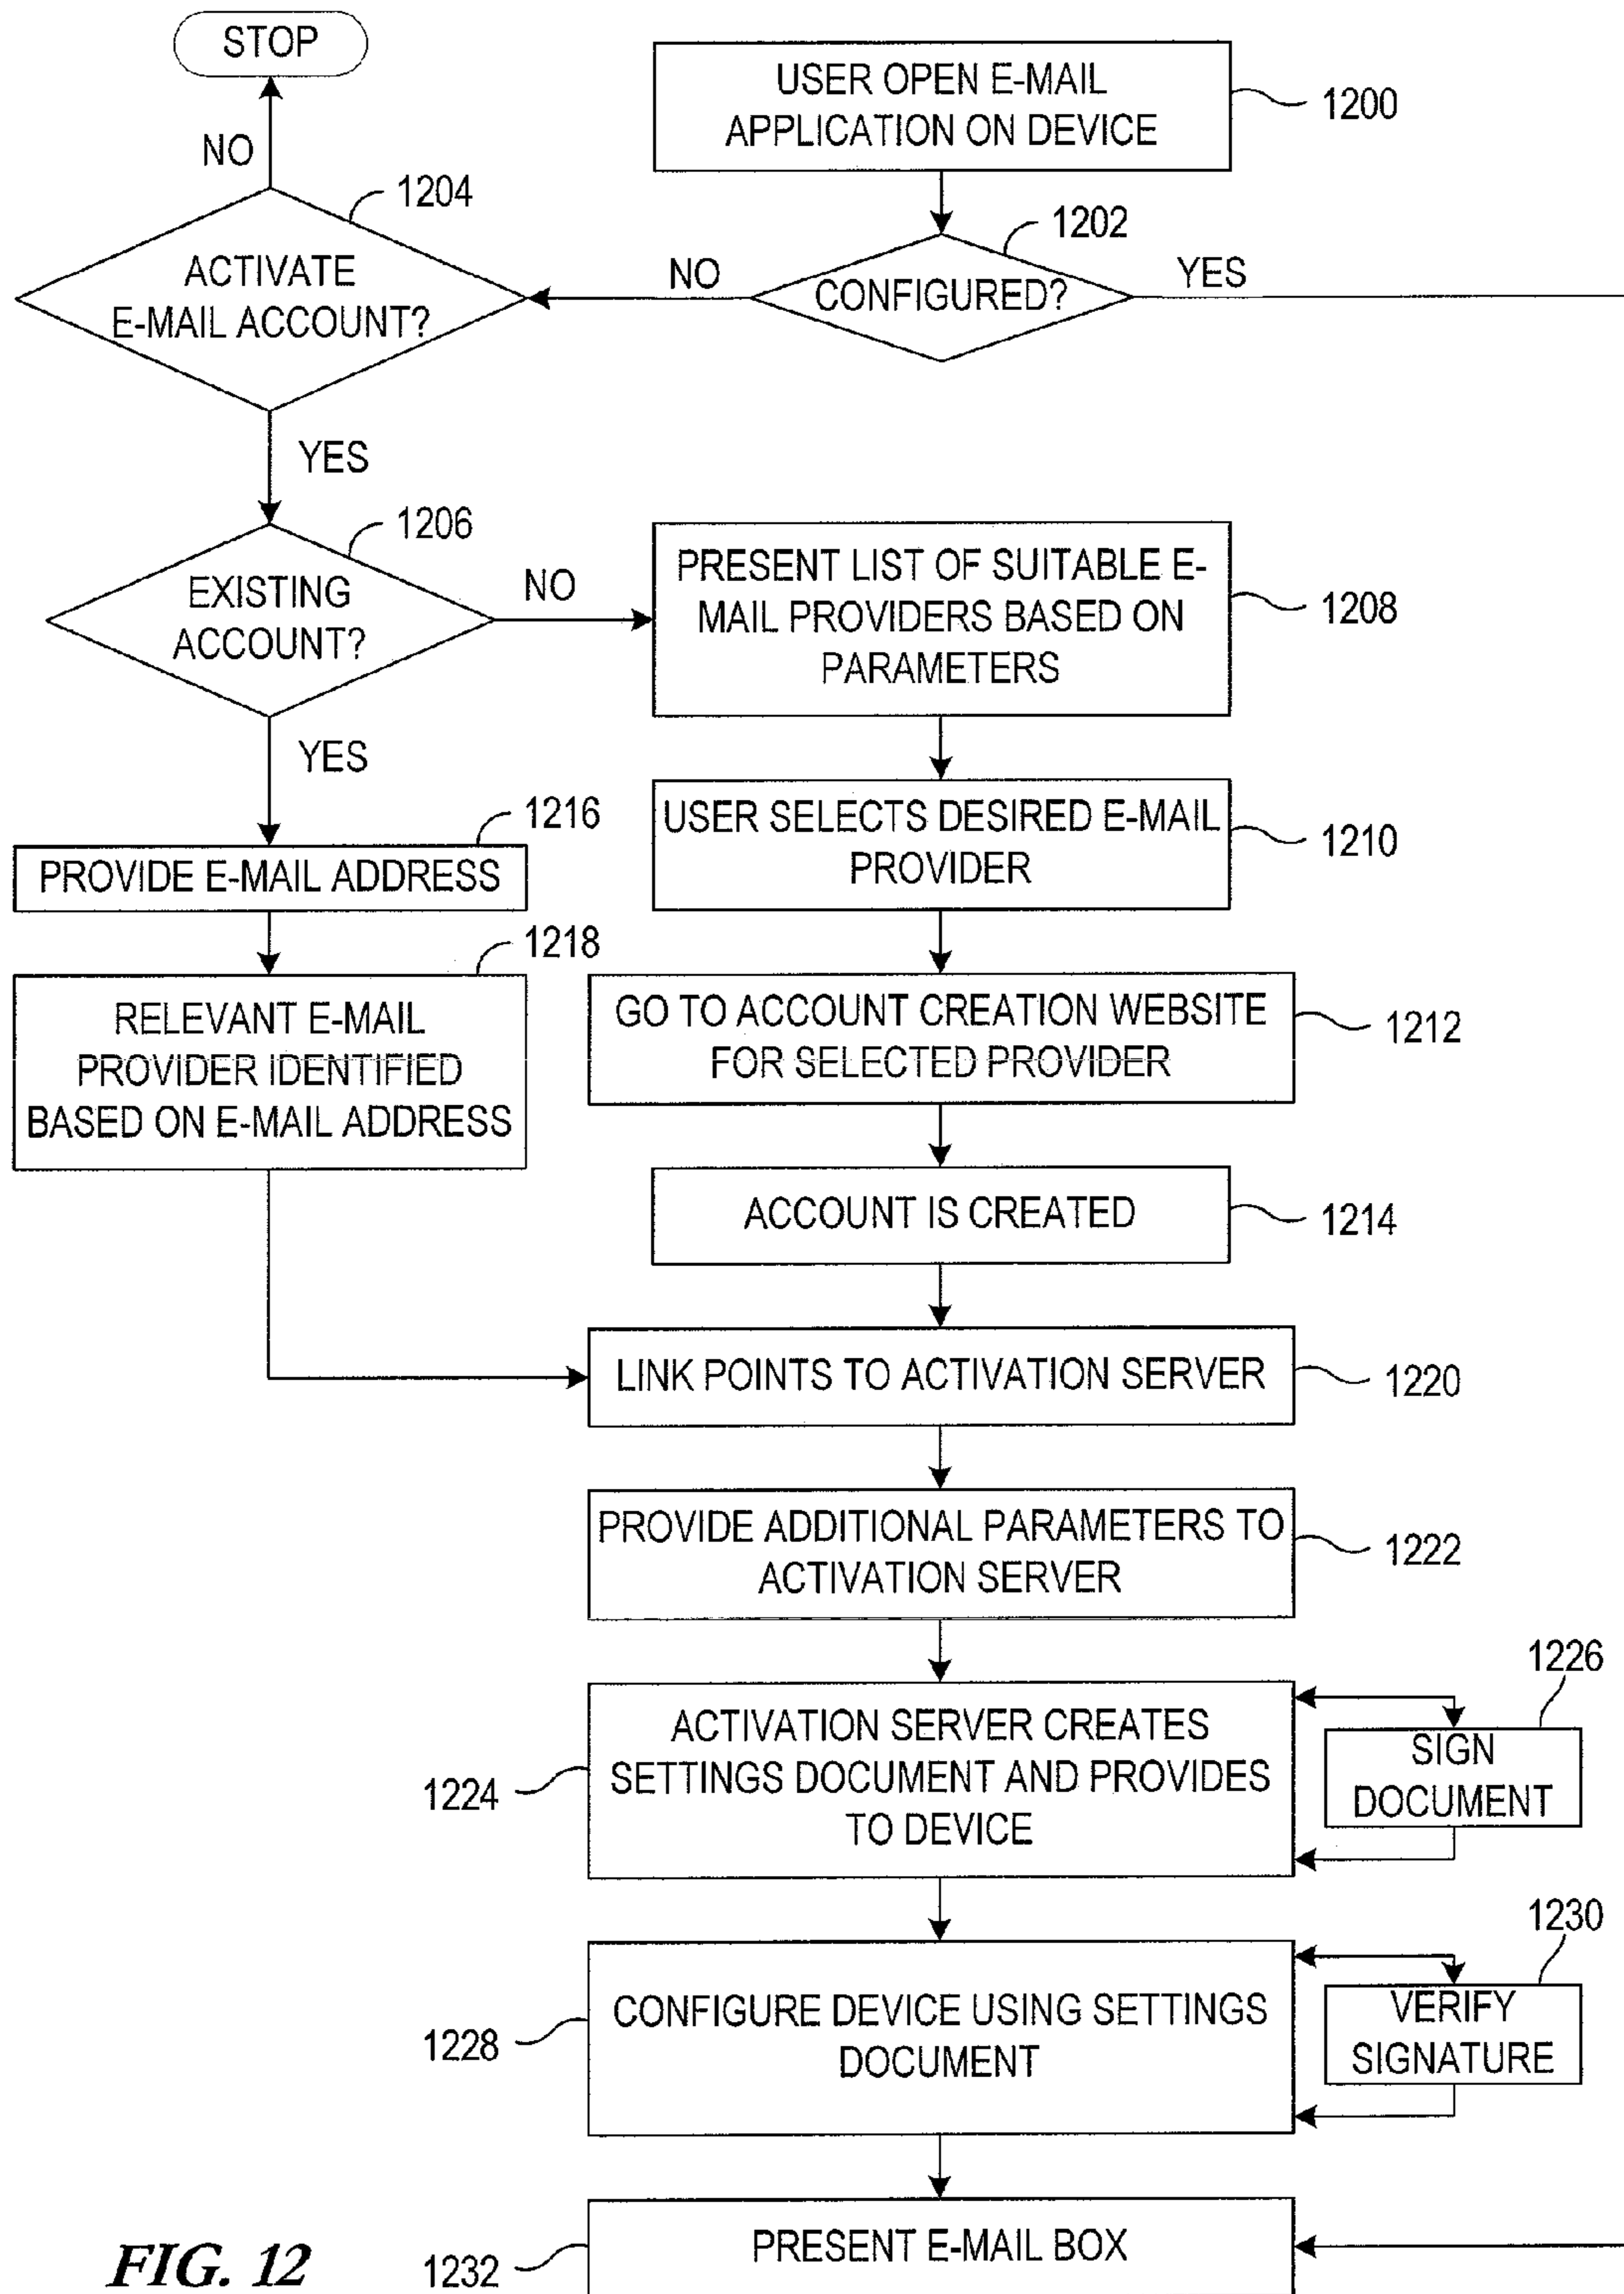 STOP
USER OPEN E-MAIL
APPLICATION ON DEVICE
1200
NO
1204
1202
ACTIVATE
E-MAIL ACCOUNT?
NO
CONFIGURED?
YES
YES
1206
EXISTING
ACCOUNT?
NO
PRESENT LIST OF SUITABLE E-
MAIL PROVIDERS BASED ON
PARAMETERS
1208
YES
1216
PROVIDE E-MAIL ADDRESS
USER SELECTS DESIRED E-MAIL
PROVIDER
1210
1218
RELEVANT E-MAIL
PROVIDER IDENTIFIED
BASED ON E-MAIL ADDRESS
GO TO ACCOUNT CREATION WEBSITE
FOR SELECTED PROVIDER
1212
ACCOUNT IS CREATED
1214
LINK POINTS TO ACTIVATION SERVER
1220
PROVIDE ADDITIONAL PARAMETERS TO
ACTIVATION SERVER
1222
1224
ACTIVATION SERVER CREATES
SETTINGS DOCUMENT AND PROVIDES
TO DEVICE
1226
SIGN
DOCUMENT
1228
CONFIGURE DEVICE USING SETTINGS
DOCUMENT
1230
VERIFY
SIGNATURE
FIG. 12
1232
PRESENT E-MAIL BOX